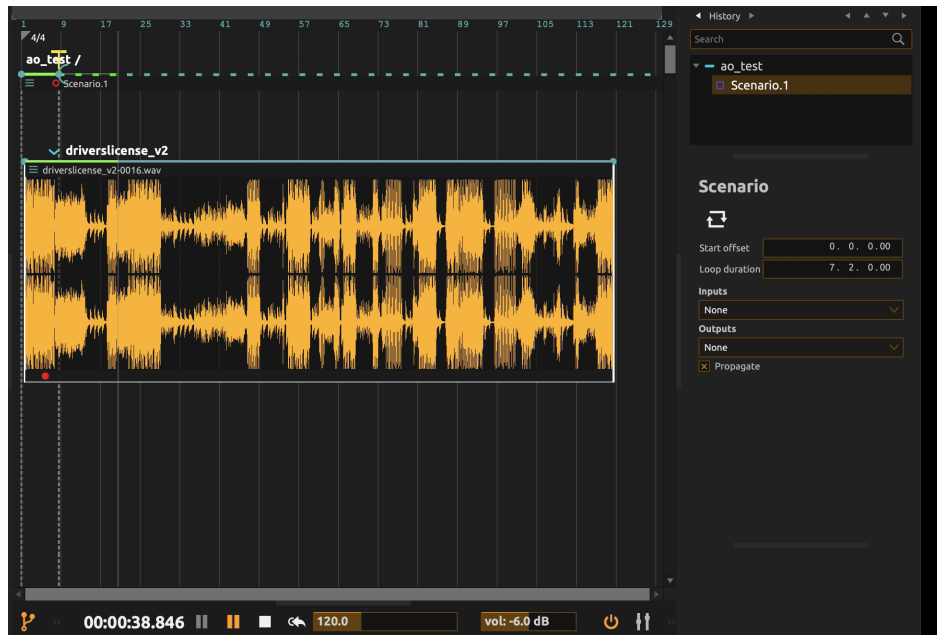 1 9 17 25 33 41 49 57 65 73 81 89 97 105 113 121 129
4/4
ao_test /
Scenario.1
driverslicense_v2
driverslicense_v2-0016.wav
00:00:38.846
120.0
vol: -6.0 dB
History
Search
ao_test
Scenario.1
Scenario
Start offset 0. 0. 0.00
Loop duration 7. 2. 0.00
Inputs
None
Outputs
None
Propagate